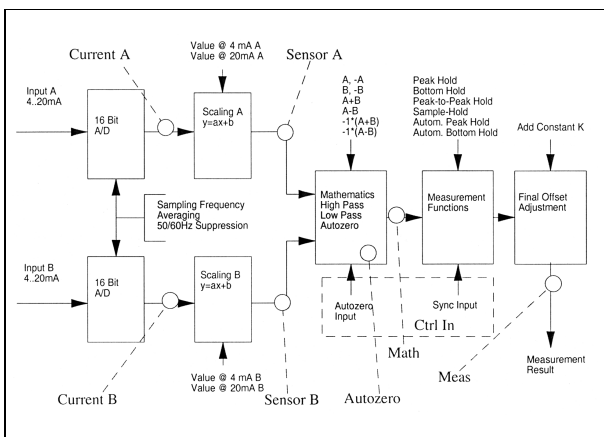 Current A
Value @ 4 mA A
Value @ 20mA A
Sensor A
Input A
4..20mA
16 Bit
A/D
Scaling A
y=ax+b
A, -A
B, -B
A+B
A-B
-1*(A+B)
-1*(A-B)
Peak Hold
Bottom Hold
Peak-to-Peak Hold
Sample-Hold
Autom. Peak Hold
Autom. Bottom Hold
Add Constant K
Sampling Frequency
Averaging
50/60Hz Suppression
Mathematics
High Pass
Low Pass
Autozero
Measurement
Functions
Final Offset
Adjustment
Input B
4..20mA
16 Bit
A/D
Scaling B
y=ax+b
Autozero
Input
Sync Input
Ctrl In
Value @ 4 mA B
Value @ 20mA B
Current B
Sensor B
Autozero
Math
Meas
Measurement
Result